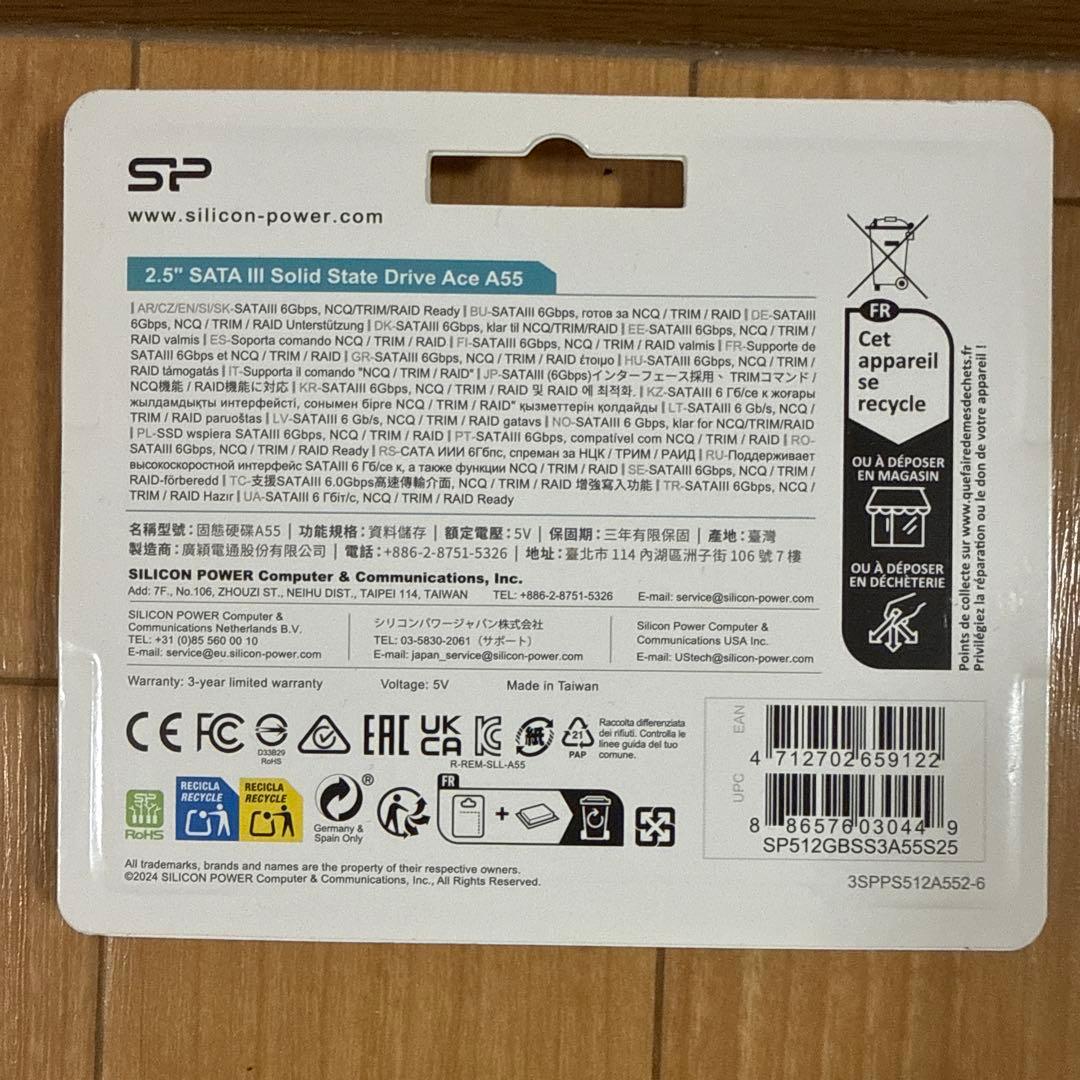 SP
www.silicon-power.com
2.5" SATA III Solid State Drive Ace A55
| AR/CZ/EN/SI/SK-SATAIII 6Gbps, NCQ/TRIM/RAID Ready | BU-SATAIII 6Gbps, готов за NCQ / TRIM / RAID | DE-SATAIII
6Gbps, NCQ / TRIM / RAID Unterstützung | DK-SATAIII 6Gbps, klar til NCQ/TRIM/RAID | EE-SATAIII 6Gbps, NCQ / TRIM /
RAID valmis | ES-Soporta comando NCQ / TRIM / RAID | FI-SATAIII 6Gbps, NCQ / TRIM / RAID valmis | FR-Supporte de
SATAIII 6Gbps et NCQ / TRIM / RAID | GR-SATAIII 6Gbps, NCQ / TRIM / RAID έτοιμο | HU-SATAIII 6Gbps, NCQ / TRIM /
RAID támogatás | IT-Supporta il comando "NCQ / TRIM / RAID" | JP-SATAIII (6Gbps)インターフェース採用、 TRIMコマンド /
NCQ機能 / RAID機能に対応 | KR-SATAIII 6Gbps, NCQ / TRIM / RAID 및 RAID 에 최적화. | KZ-SATAIII 6 Гб/се к жоғары
жылдамдықты интерфейсті, сонымен бірге NCQ / TRIM / RAID" қызметтерін қолдайды | LT-SATAIII 6 Gb/s, NCQ /
TRIM / RAID paruoštas | LV-SATAIII 6 Gb/s, NCQ / TRIM / RAID gatavs | NO-SATAIII 6 Gbps, klar for NCQ/TRIM/RAID
| PL-SSD wspiera SATAIII 6Gbps, NCQ / TRIM / RAID | PT-SATAIII 6Gbps, compatível com NCQ / TRIM / RAID | RO-
SATAIII 6Gbps, NCQ / TRIM / RAID Ready | RS-САТА ИИИ 6Гбпс, спреман за НЦК / ТРИМ / РАИД | RU-Поддерживает
высокоскоростной интерфейс SATAIII 6 Гб/се к, а также функции NCQ / TRIM / RAID | SE-SATAIII 6Gbps, NCQ / TRIM /
RAID-förberedd | TC-支援SATAIII 6.0Gbps高速傳輸介面, NCQ / TRIM / RAID 增強寫入功能 | TR-SATAIII 6Gbps, NCQ /
TRIM / RAID Hazır | UA-SATAIII 6 Гбіт/с, NCQ / TRIM / RAID Ready
名稱型號:固態硬碟A55 | 功能規格:資料儲存 | 額定電壓:5V | 保固期:三年有限保固 | 產地:臺灣
製造商:廣穎電通股份有限公司 | 電話:+886-2-8751-5326 | 地址:臺北市 114 內湖區洲子街 106 號 7 樓
SILICON POWER Computer & Communications, Inc.
Add: 7F., No.106, ZHOUZI ST., NEIHU DIST., TAIPEI 114, TAIWAN TEL: +886-2-8751-5326 E-mail: service@silicon-power.com
SILICON POWER Computer &
Communications Netherlands B.V.
TEL: +31 (0)85 560 00 10
E-mail: service@eu.silicon-power.com
シリコンパワージャパン株式会社
TEL: 03-5830-2061（サポート）
E-mail: japan_service@silicon-power.com
Silicon Power Computer &
Communications USA Inc.
E-mail: UStech@silicon-power.com
Warranty: 3-year limited warranty Voltage: 5V Made in Taiwan
CE FC
D33B29
RoHS
EAC
UK
CA
R-REM-SLL-A55
紙
21
PAP
Raccolta differenziata
dei rifiuti. Controlla le
linee guida del tuo
comune.
SP
RoHS
RECICLA
RECYCLE
RECICLA
RECYCLE
®
Germany &
Spain Only
FR
+
FR
Cet
appareil
se
recycle
OU À DÉPOSER
EN MAGASIN
OU À DÉPOSER
EN DÉCHÈTERIE
Points de collecte sur www.quefairedemesdechets.fr
Privilégiez la réparation ou le don de votre appareil !
EAN
4 712702 659122
UPC
8 86576 03044 9
SP512GBSS3A55S25
3SPPS512A552-6
All trademarks, brands and names are the property of their respective owners.
©2024 SILICON POWER Computer & Communications, Inc., All Rights Reserved.